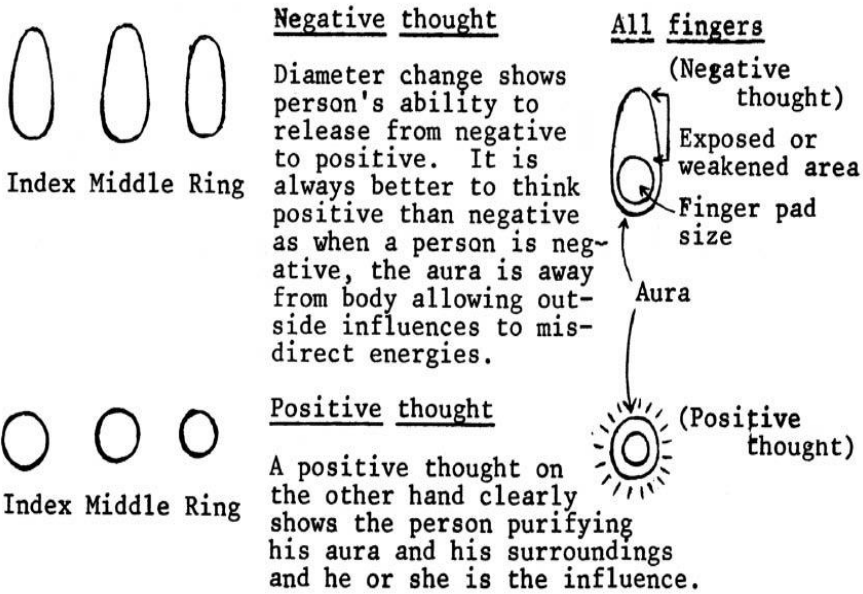 Negative thought
Diameter change shows
person's ability to
release from negative
to positive. It is
always better to think
positive than negative
as when a person is neg-
ative, the aura is away
from body allowing out-
side influences to mis-
direct energies.
Index Middle Ring
All fingers
(Negative
thought)
Exposed or
weakened area
Finger pad
size
Aura
Positive thought
A positive thought on
the other hand clearly
shows the person purifying
his aura and his surroundings
and he or she is the influence.
Index Middle Ring
(Positive
thought)